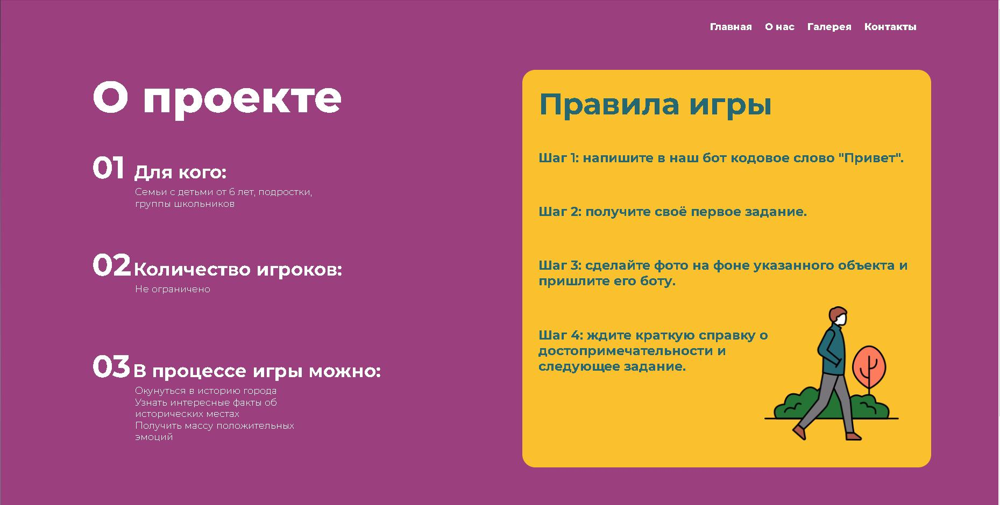 Главная О нас Галерея Контакты
О проекте
01 Для кого:
Семьи с детьми от 6 лет, подростки,
группы школьников
02 Количество игроков:
Не ограничено
03 В процессе игры можно:
Окунуться в историю города
Узнать интересные факты об
исторических местах
Получить массу положительных
эмоций
Правила игры
Шаг 1: напишите в наш бот кодовое слово "Привет".
Шаг 2: получите своё первое задание.
Шаг 3: сделайте фото на фоне указанного объекта и
пришлите его боту.
Шаг 4: ждите краткую справку о
достопримечательности и
следующее задание.